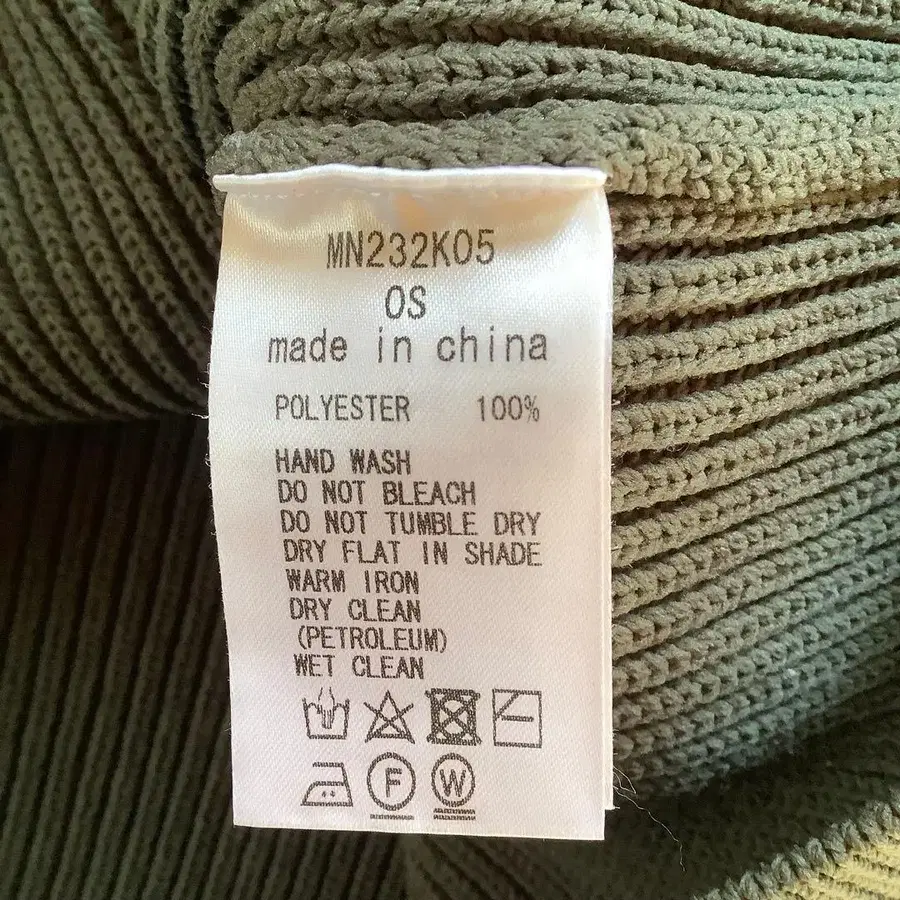 MN232K05
OS
made in china
POLYESTER 100%
HAND WASH
DO NOT BLEACH
DO NOT TUMBLE DRY
DRY FLAT IN SHADE
WARM IRON
DRY CLEAN
(PETROLEUM)
WET CLEAN
F W